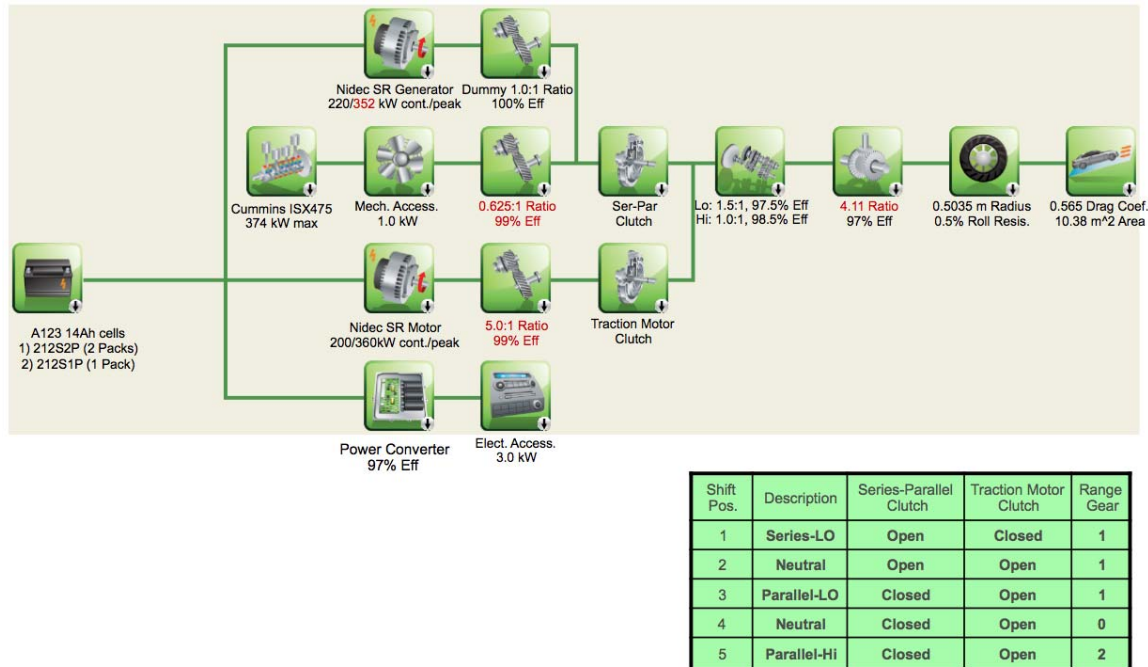 Nidec SR Generator
220/352 kW cont./peak
Dummy 1.0:1 Ratio
100% Eff
Cummins ISX475
374 kW max
Mech. Access.
1.0 kW
0.625:1 Ratio
99% Eff
Ser-Par
Clutch
Lo: 1.5:1, 97.5% Eff
Hi: 1.0:1, 98.5% Eff
4.11 Ratio
97% Eff
0.5035 m Radius
0.5% Roll Resis.
0.565 Drag Coef.
10.38 m^2 Area
A123 14Ah cells
1) 212S2P (2 Packs)
2) 212S1P (1 Pack)
Nidec SR Motor
200/360kW cont./peak
5.0:1 Ratio
99% Eff
Traction Motor
Clutch
Power Converter
97% Eff
Elect. Access.
3.0 kW
Shift Pos. Description Series-Parallel Clutch Traction Motor Clutch Range Gear
1 Series-LO Open Closed 1
2 Neutral Open Open 1
3 Parallel-LO Closed Open 1
4 Neutral Closed Open 0
5 Parallel-Hi Closed Open 2